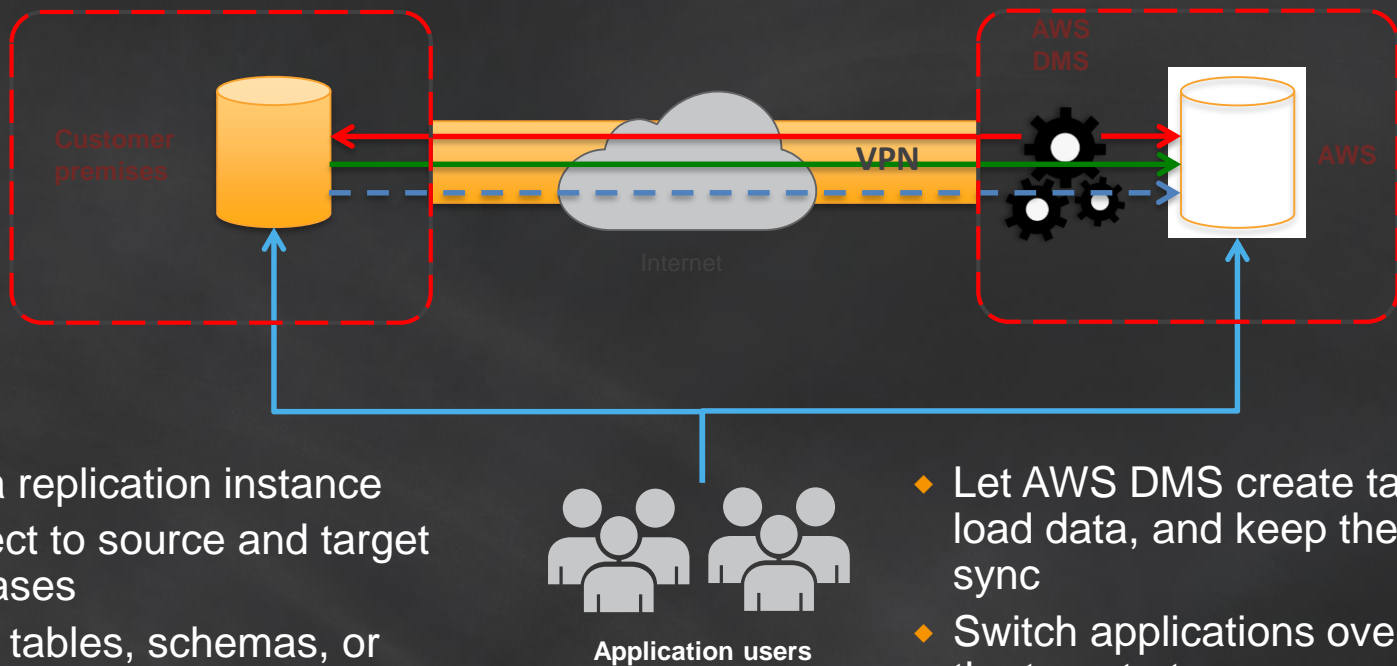 AWS
DMS
Customer
premises
VPN
AWS
Internet
a replication instance
ect to source and target
ases
tables, schemas, or
Application users
Let AWS DMS create ta
load data, and keep the
sync
Switch applications ove